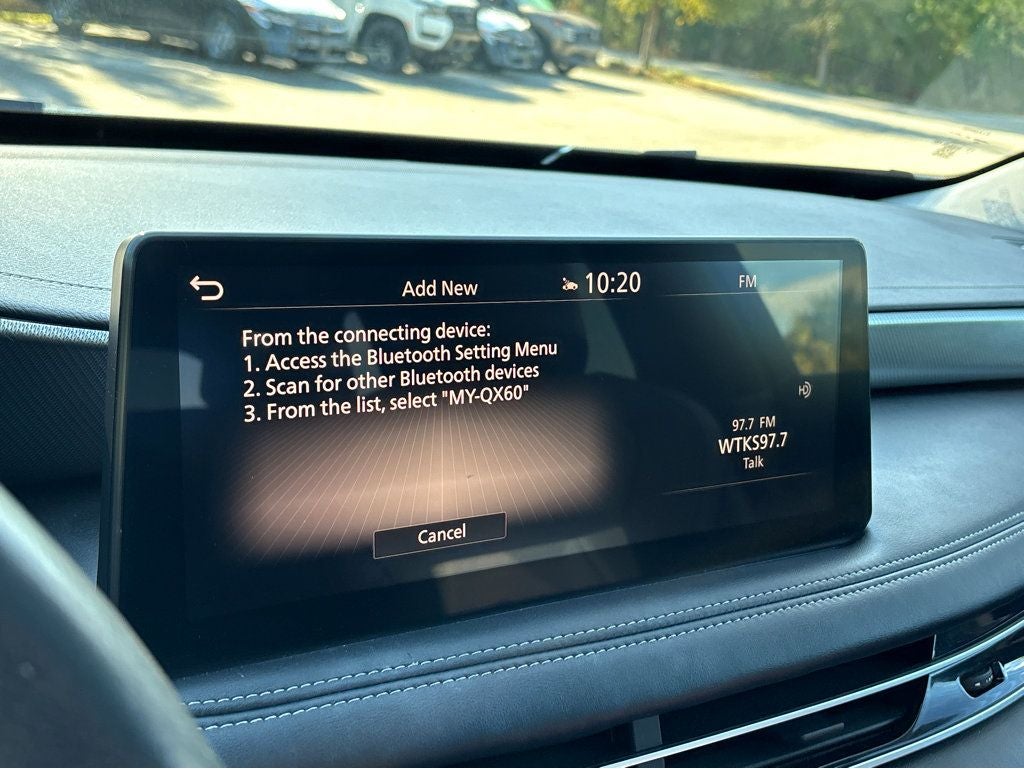 Add New
10:20
FM
From the connecting device:
1. Access the Bluetooth Setting Menu
2. Scan for other Bluetooth devices
3. From the list, select "MY-QX60"
97.7 FM
WTKS97.7
Talk
Cancel